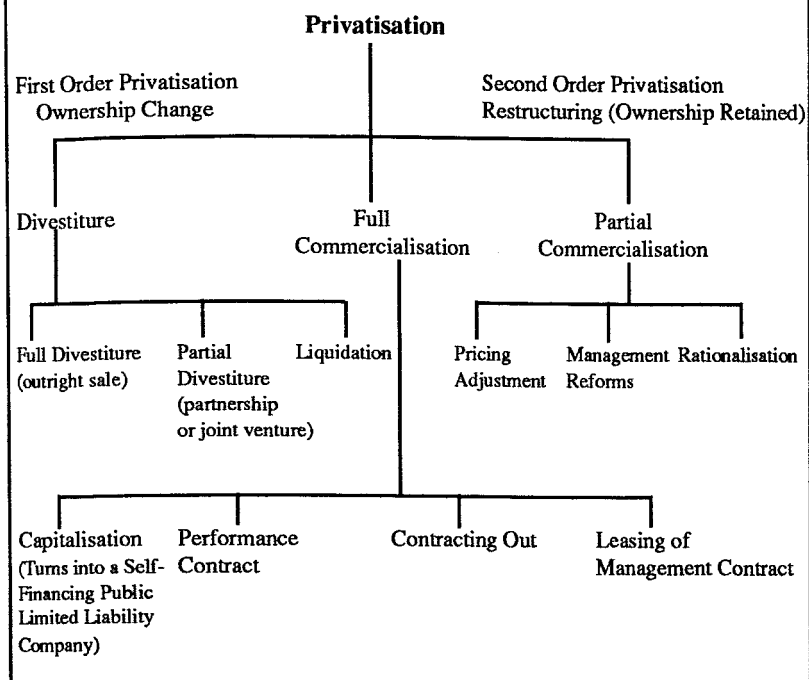 Privatisation
First Order Privatisation
Ownership Change
Second Order Privatisation
Restructuring (Ownership Retained)
Divestiture
Full
Commercialisation
Partial
Commercialisation
Full Divestiture
(outright sale)
Partial
Divestiture
(partnership
or joint venture)
Liquidation
Pricing
Adjustment
Management
Reforms
Rationalisation
Capitalisation
(Turns into a Self-
Financing Public
Limited Liability
Company)
Performance
Contract
Contracting Out
Leasing of
Management Contract